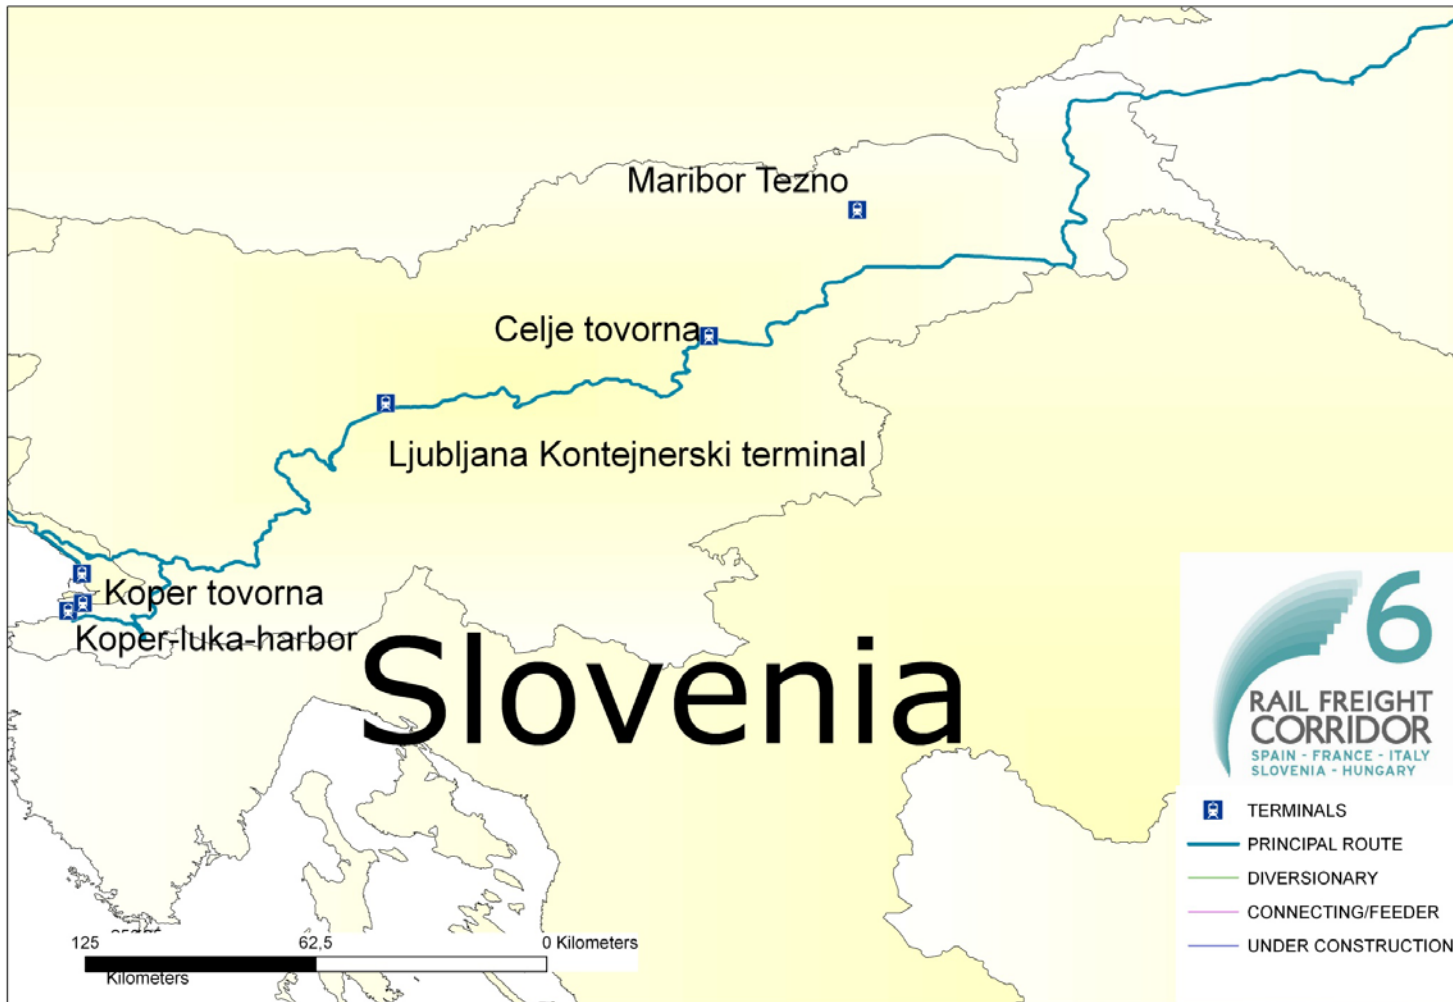 Maribor Tezno
Celje tovorna
Ljubljana Kontejnerski terminal
Koper tovorna
Koper-luka-harbor
Slovenia
6
RAIL FREIGHT
CORRIDOR
SPAIN - FRANCE - ITALY
SLOVENIA - HUNGARY
TERMINALS
PRINCIPAL ROUTE
DIVERSIONARY
CONNECTING/FEEDER
UNDER CONSTRUCTION
125 62,5 0 Kilometers
Kilometers